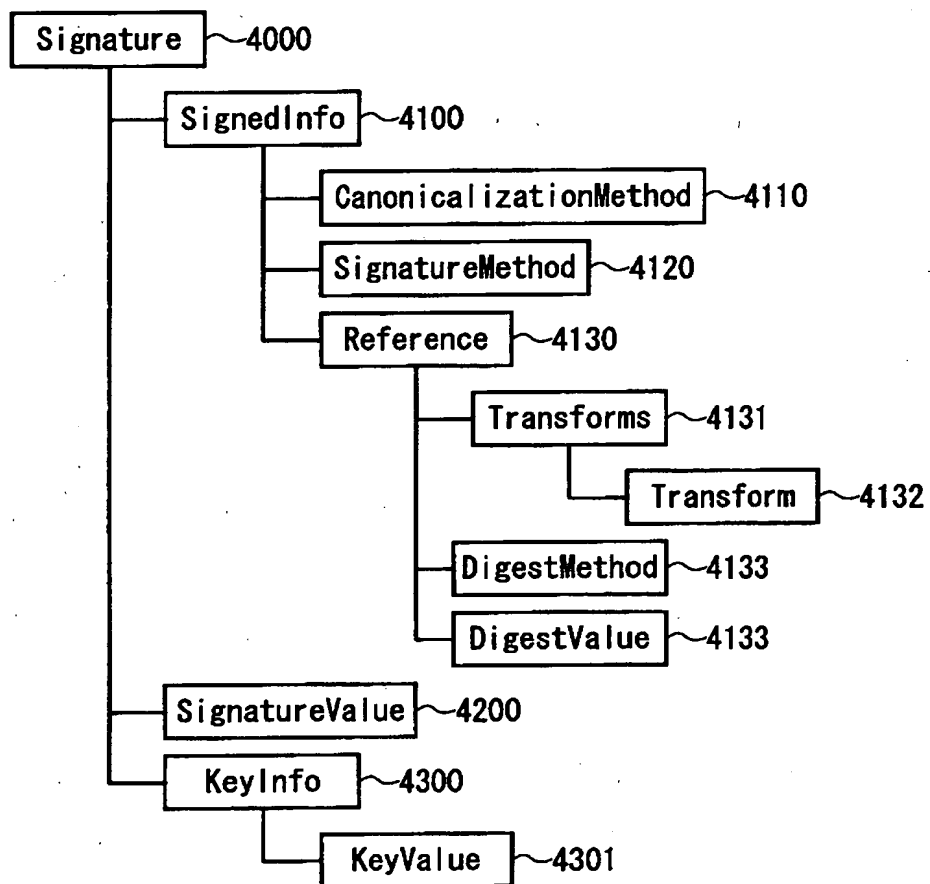 Signature 4000
SignedInfo 4100
CanonicalizationMethod 4110
SignatureMethod 4120
Reference 4130
Transforms 4131
Transform 4132
DigestMethod 4133
DigestValue 4133
SignatureValue 4200
KeyInfo 4300
KeyValue 4301